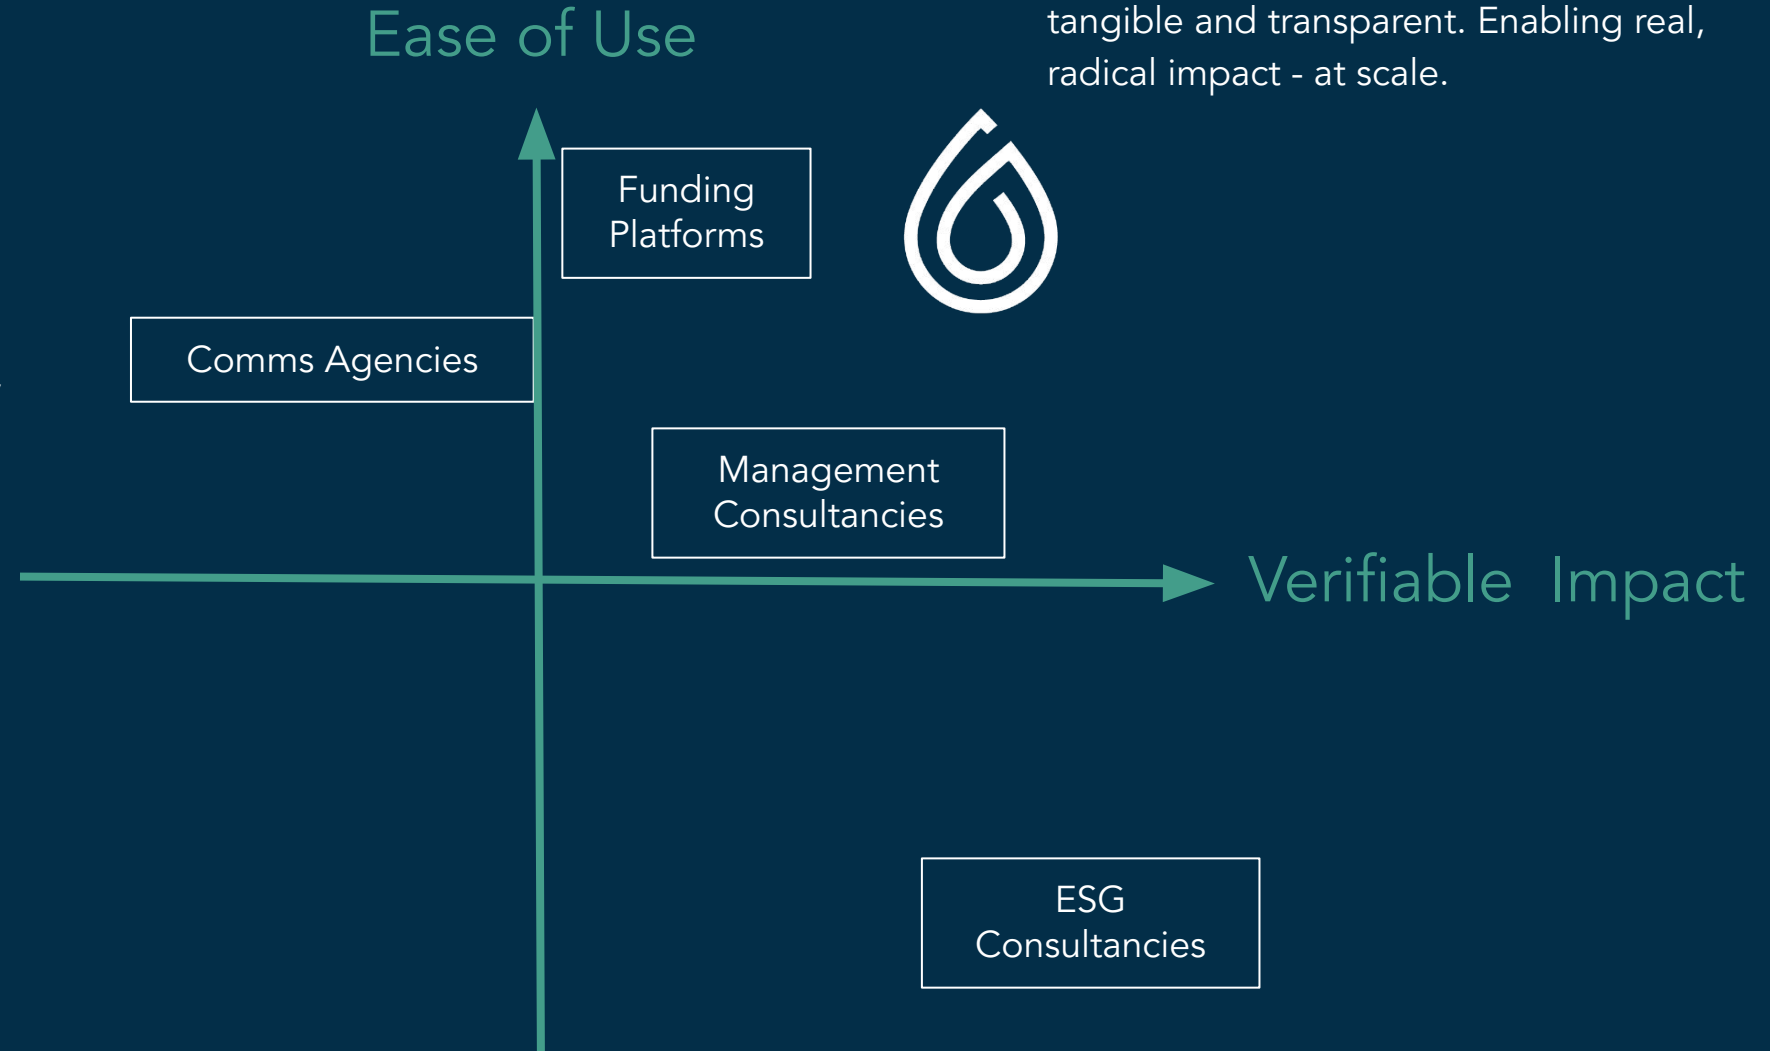 Ease of Use
tangible and transparent. Enabling real,
radical impact - at scale.
Funding
Platforms
Comms Agencies
Management
Consultancies
Verifiable Impact
ESG
Consultancies